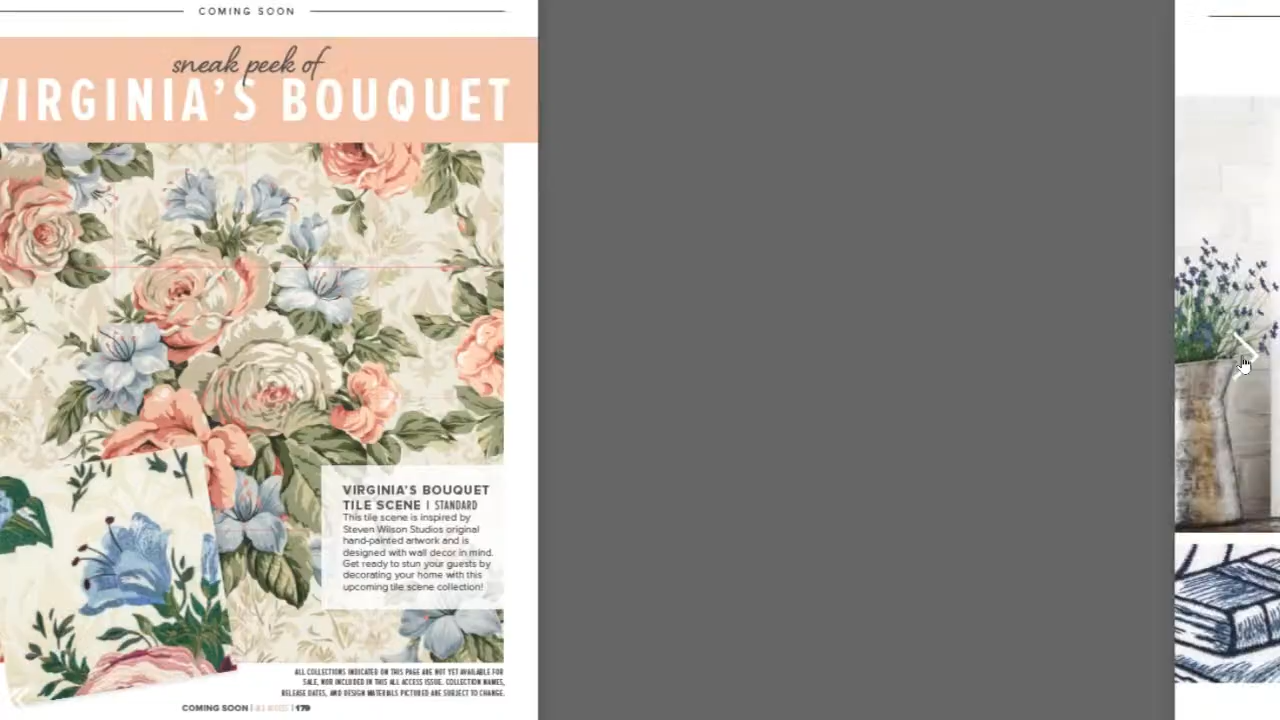 COMING SOON
sneak peek of
VIRGINIA'S BOUQUET
VIRGINIA'S BOUQUET
TILE SCENE | STANDARD
This tile scene is inspired by
Steven Wilson Studios original
hand-painted artwork and is
designed with wall decor in mind.
Get ready to stun your guests by
decorating your home with this
upcoming tile scene collection!
ALL COLLECTIONS INDICATED ON THIS PAGE ARE NOT YET AVAILABLE FOR
SALE, NOR INCLUDED IN THIS ALL ACCESS ISSUE. COLLECTION NAMES,
RELEASE DATES, AND DESIGN MATERIALS PICTURED ARE SUBJECT TO CHANGE.
COMING SOON | ALL ACCESS | 179